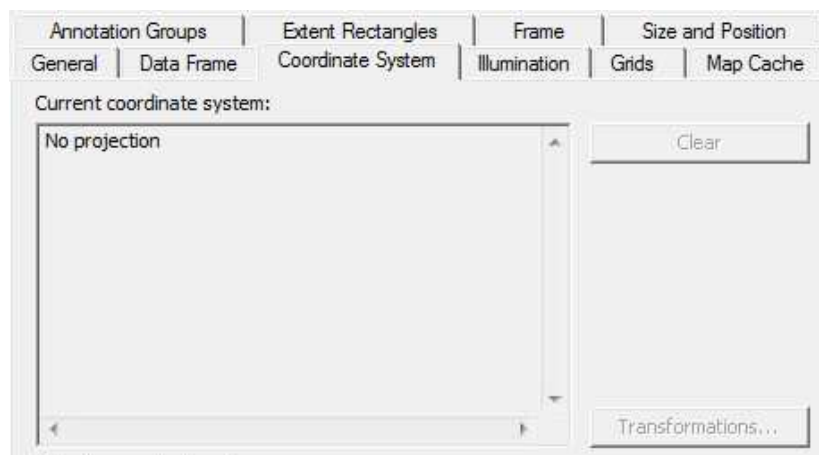 Annotation Groups Extent Rectangles Frame Size and Position
General Data Frame Coordinate System Illumination Grids Map Cache
Current coordinate system:
No projection Clear
Transformations...